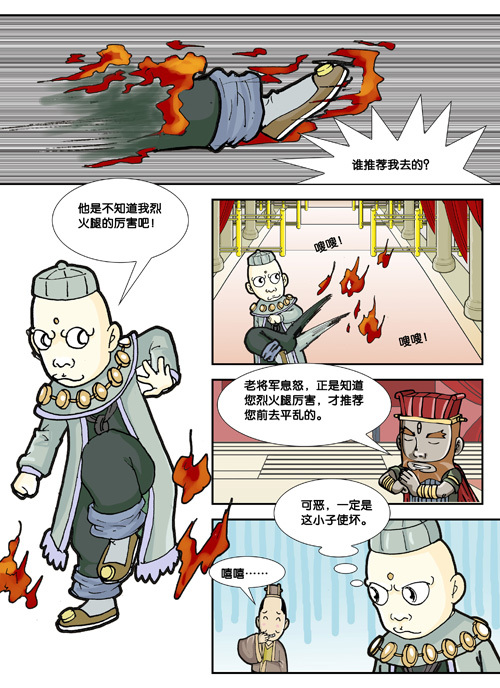 谁推荐我去的?
他是不知道我烈
火腿的厉害吧!
嗖嗖!
嗖嗖!
老将军息怒,正是知道
您烈火腿厉害,才推荐
您前去平乱的。
可恶,一定是
这小子使坏。
嘻嘻……